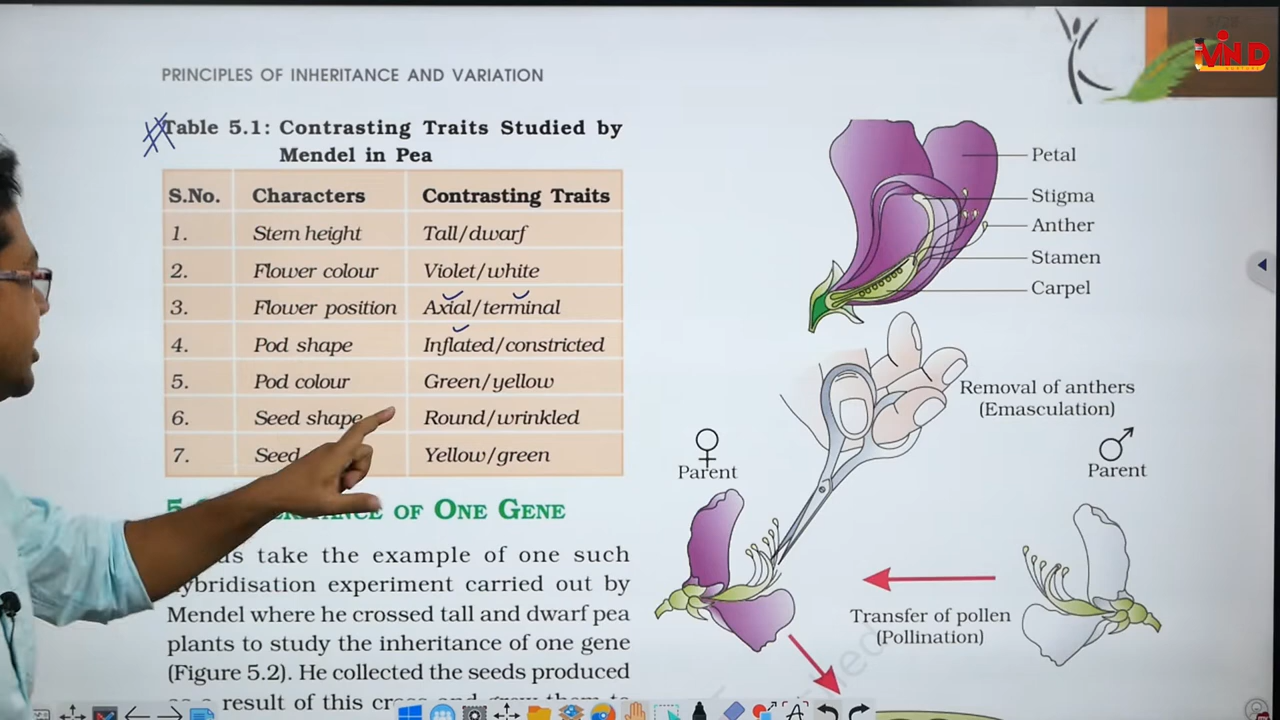 PRINCIPLES OF INHERITANCE AND VARIATION
Table 5.1: Contrasting Traits Studied by
Mendel in Pea
S.No. Characters Contrasting Traits
1. Stem height Tall/dwarf
2. Flower colour Violet/white
3. Flower position Axial/terminal
4. Pod shape Inflated/constricted
5. Pod colour Green/yellow
6. Seed shape Round/wrinkled
7. Seed Yellow/green
OF ONE GENE
take the example of one such
hybridisation experiment carried out by
Mendel where he crossed tall and dwarf pea
plants to study the inheritance of one gene
(Figure 5.2). He collected the seeds produced
result of this
Petal
Stigma
Anther
Stamen
Carpel
Removal of anthers
(Emasculation)
Parent
Parent
Transfer of pollen
(Pollination)
MIND